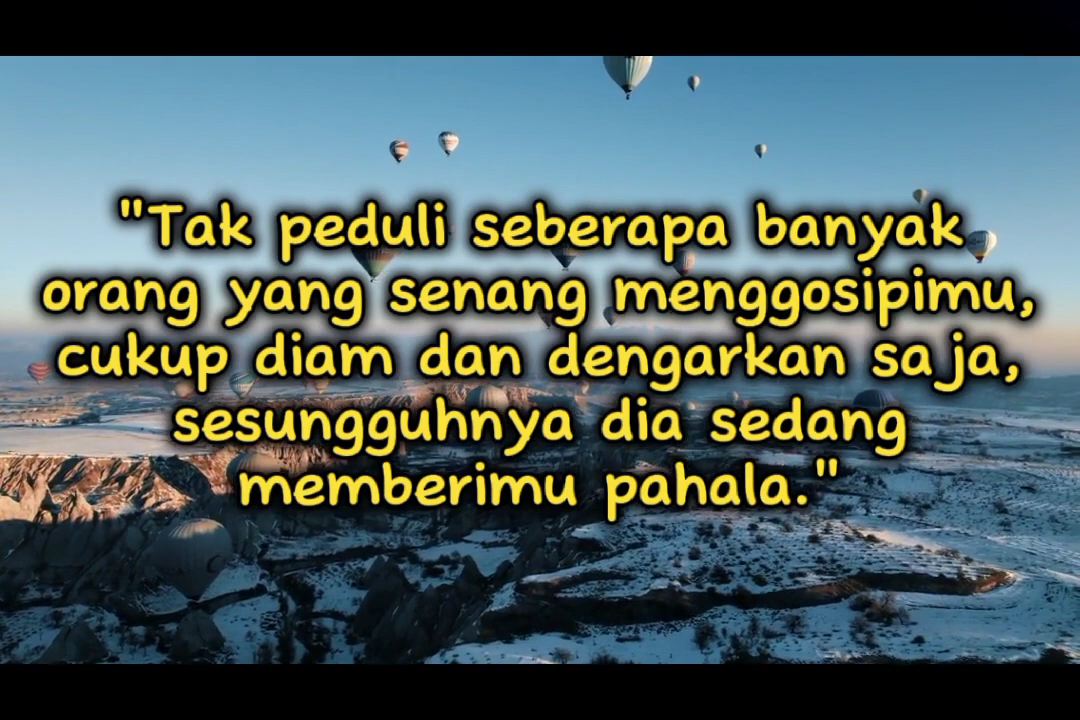 "Tak peduli seberapa banyak
orang yang senang menggosipimu,
cukup diam dan dengarkan saja,
sesungguhnya dia sedang
memberimu pahala."